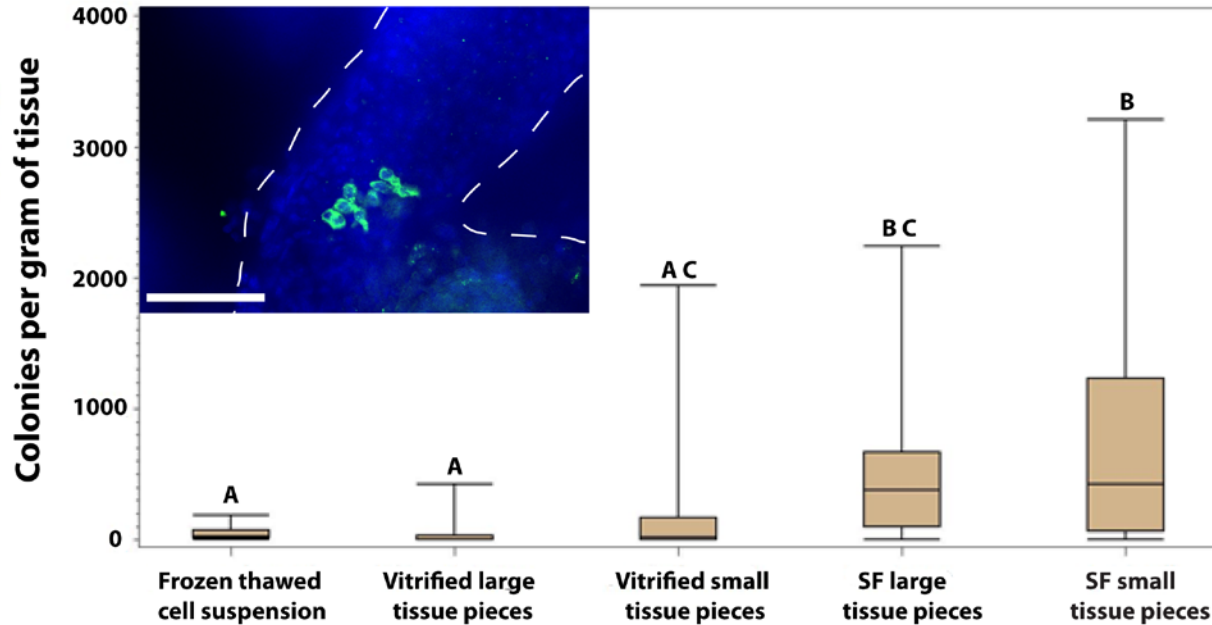 Colonies per gram of tissue
4000
3000
2000
1000
0
A
A
A C
B C
B
Frozen thawed
cell suspension
Vitrified large
tissue pieces
Vitrified small
tissue pieces
SF large
tissue pieces
SF small
tissue pieces